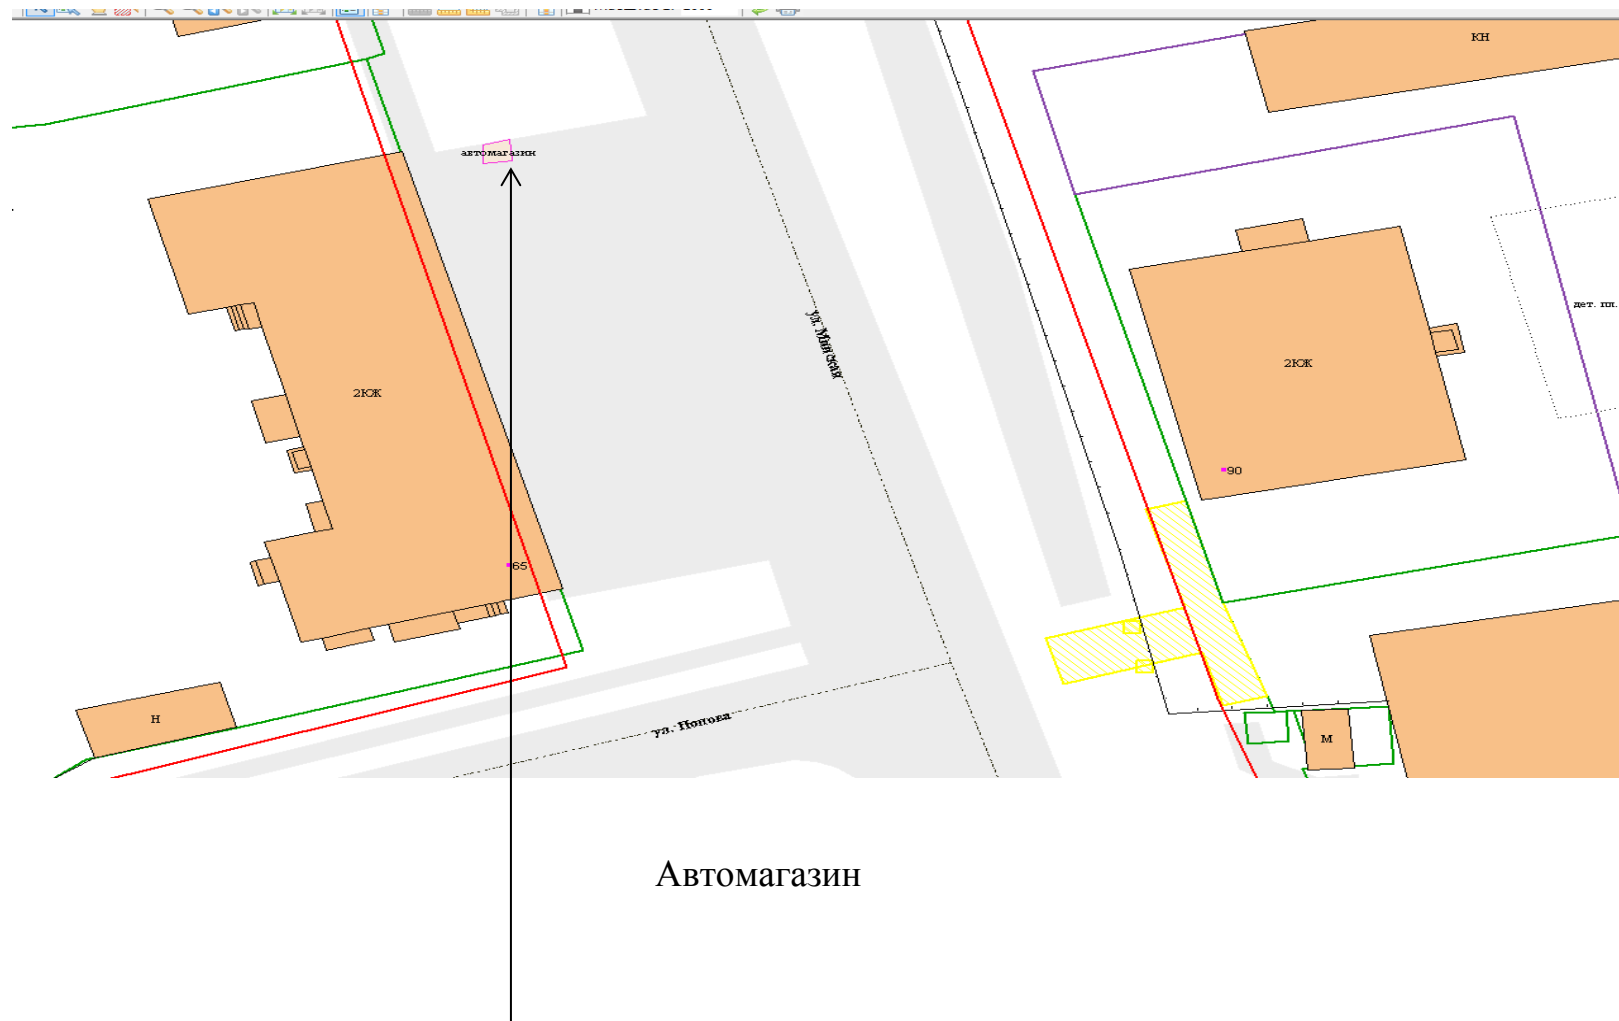 КН
автомагазин
ул. Минская
дет. пл.
2КЖ
2КЖ
90
65
ул. Попова
Н
М
Автомагазин